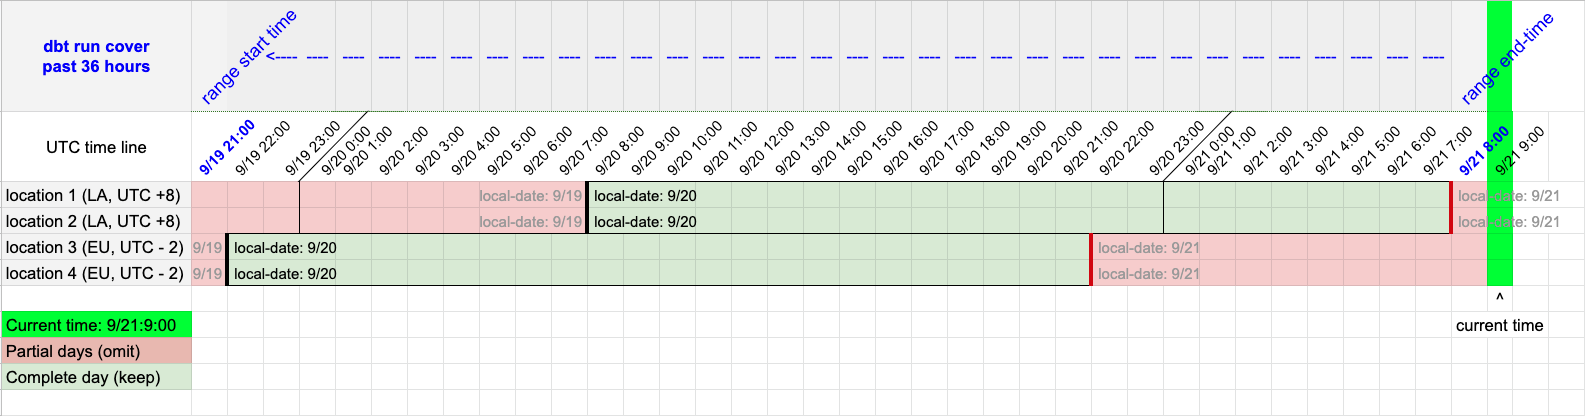 dbt run cover
past 36 hours
range start time
<---- ---- ---- ---- ---- ---- ---- ---- ---- ---- ---- ---- ---- ---- ---- ---- ---- ---- ---- ---- ---- ---- ---- ---- ---- ---- ---- ---- ---- ---- ---- ---- ----
range end-time
UTC time line
9/19 21:00
9/19 22:00
9/19 23:00
9/20 0:00
9/20 1:00
9/20 2:00
9/20 3:00
9/20 4:00
9/20 5:00
9/20 6:00
9/20 7:00
9/20 8:00
9/20 9:00
9/20 10:00
9/20 11:00
9/20 12:00
9/20 13:00
9/20 14:00
9/20 15:00
9/20 16:00
9/20 17:00
9/20 18:00
9/20 19:00
9/20 20:00
9/20 21:00
9/20 22:00
9/20 23:00
9/21 0:00
9/21 1:00
9/21 2:00
9/21 3:00
9/21 4:00
9/21 5:00
9/21 6:00
9/21 7:00
9/21 8:00
9/21 9:00
location 1 (LA, UTC +8) local-date: 9/19 local-date: 9/20 local-date: 9/21
location 2 (LA, UTC +8) local-date: 9/19 local-date: 9/20 local-date: 9/21
location 3 (EU, UTC - 2) 9/19 local-date: 9/20 local-date: 9/21
location 4 (EU, UTC - 2) 9/19 local-date: 9/20 local-date: 9/21
^
Current time: 9/21:9:00 current time
Partial days (omit)
Complete day (keep)